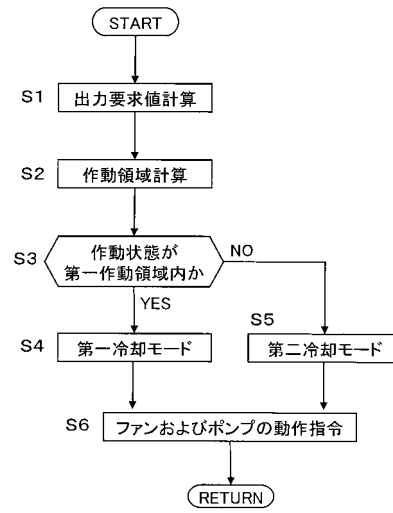 START
S1
出力要求値計算
S2
作動領域計算
S3
作動状態が
第一作動領域内か
NO
YES
S4
第一冷却モード
S5
第二冷却モード
S6
ファンおよびポンプの動作指令
RETURN